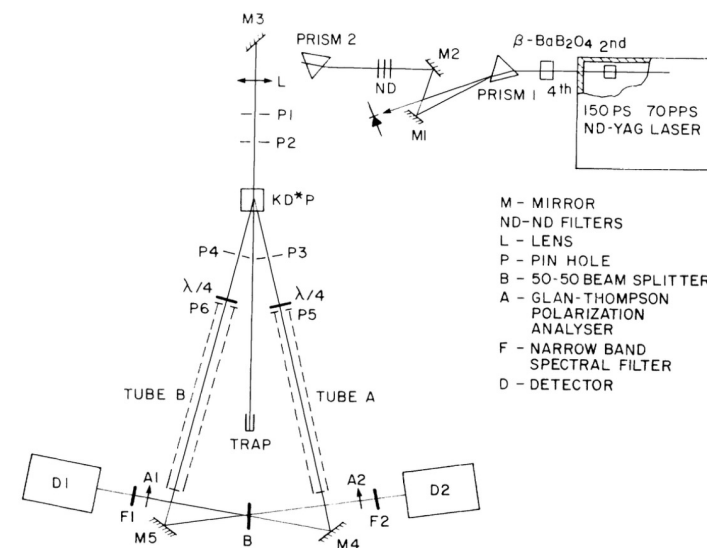 M3
PRISM 2
M2
β-BaB2O4
2nd
L
ND
PRISM 1
4th
P1
M1
150 PS 70 PPS
ND-YAG LASER
P2
KD*P
M - MIRROR
ND-ND FILTERS
L - LENS
P - PIN HOLE
B - 50-50 BEAM SPLITTER
A - GLAN-THOMPSON
POLARIZATION
ANALYSER
F - NARROW BAND
SPECTRAL FILTER
D - DETECTOR
P4
P3
λ/4
λ/4
P6
P5
TUBE B
TUBE A
TRAP
D1
A1
A2
D2
F1
F2
M5
B
M4